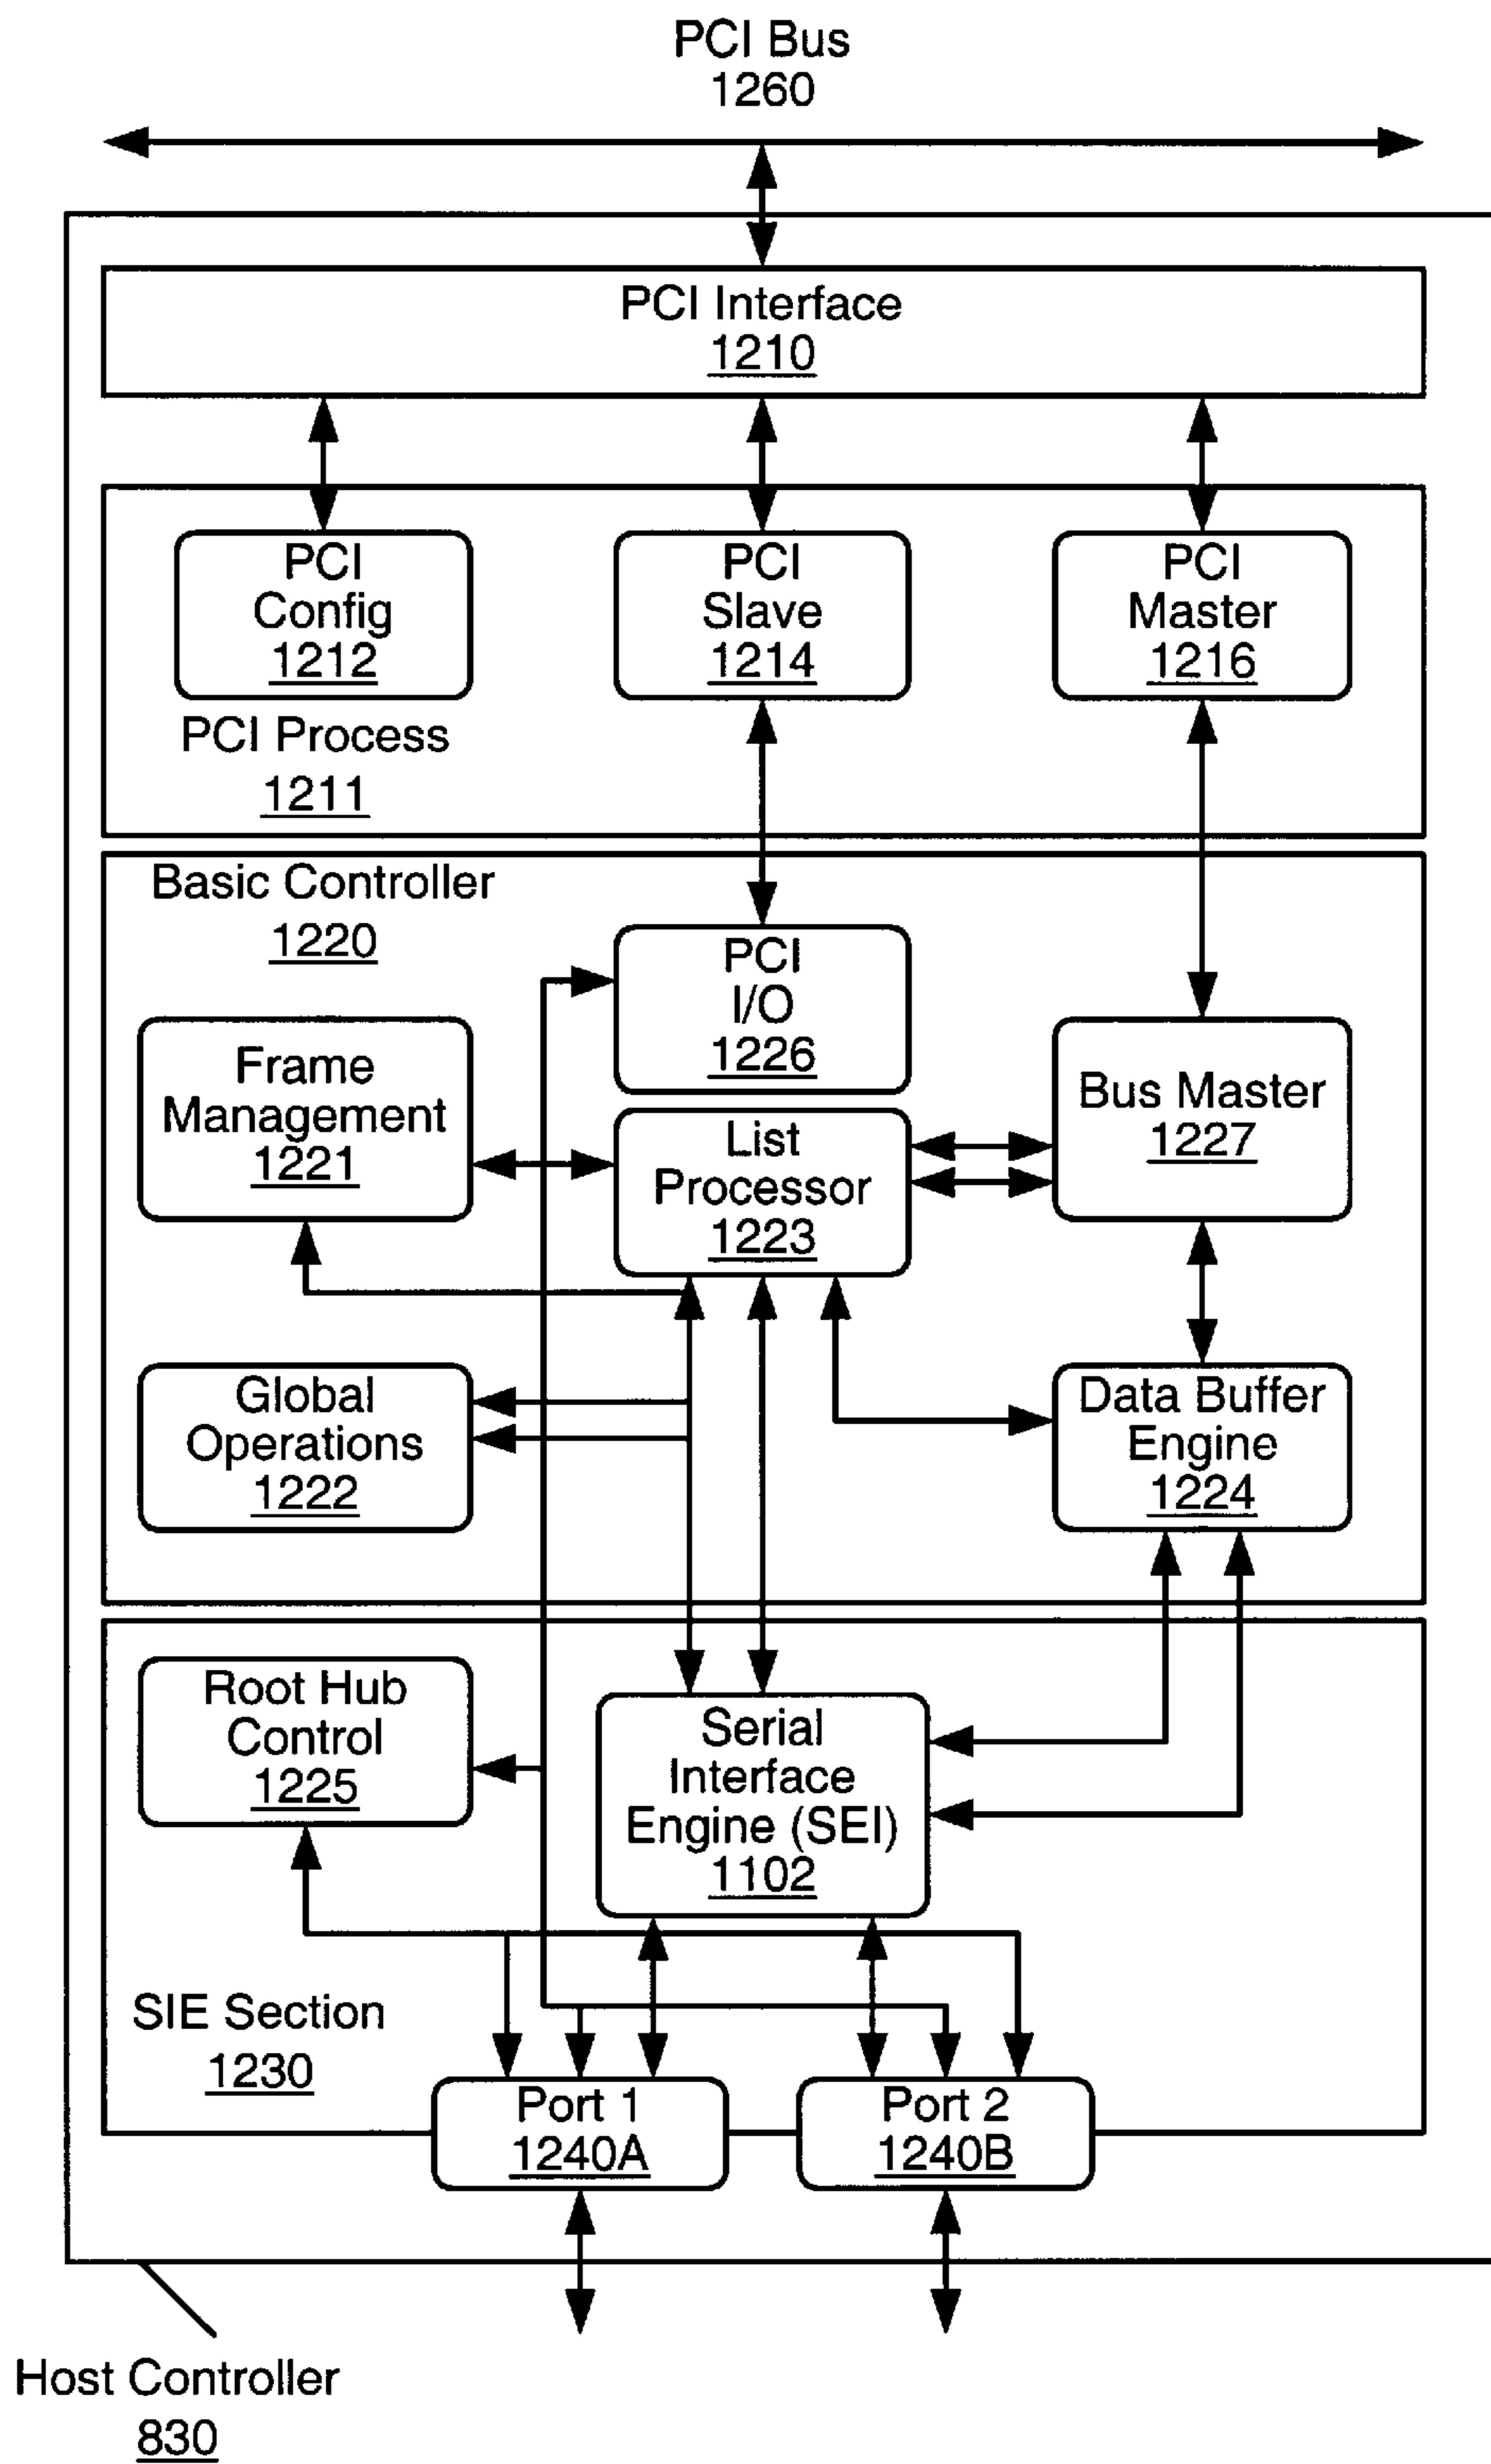 PCI Bus
1260
PCI Interface
1210
PCI
Config
1212
PCI
Slave
1214
PCI
Master
1216
PCI Process
1211
Basic Controller
1220
PCI
I/O
1226
Frame
Management
1221
List
Processor
1223
Bus Master
1227
Global
Operations
1222
Data Buffer
Engine
1224
Root Hub
Control
1225
Serial
Interface
Engine (SEI)
1102
SIE Section
1230
Port 1
1240A
Port 2
1240B
Host Controller
830